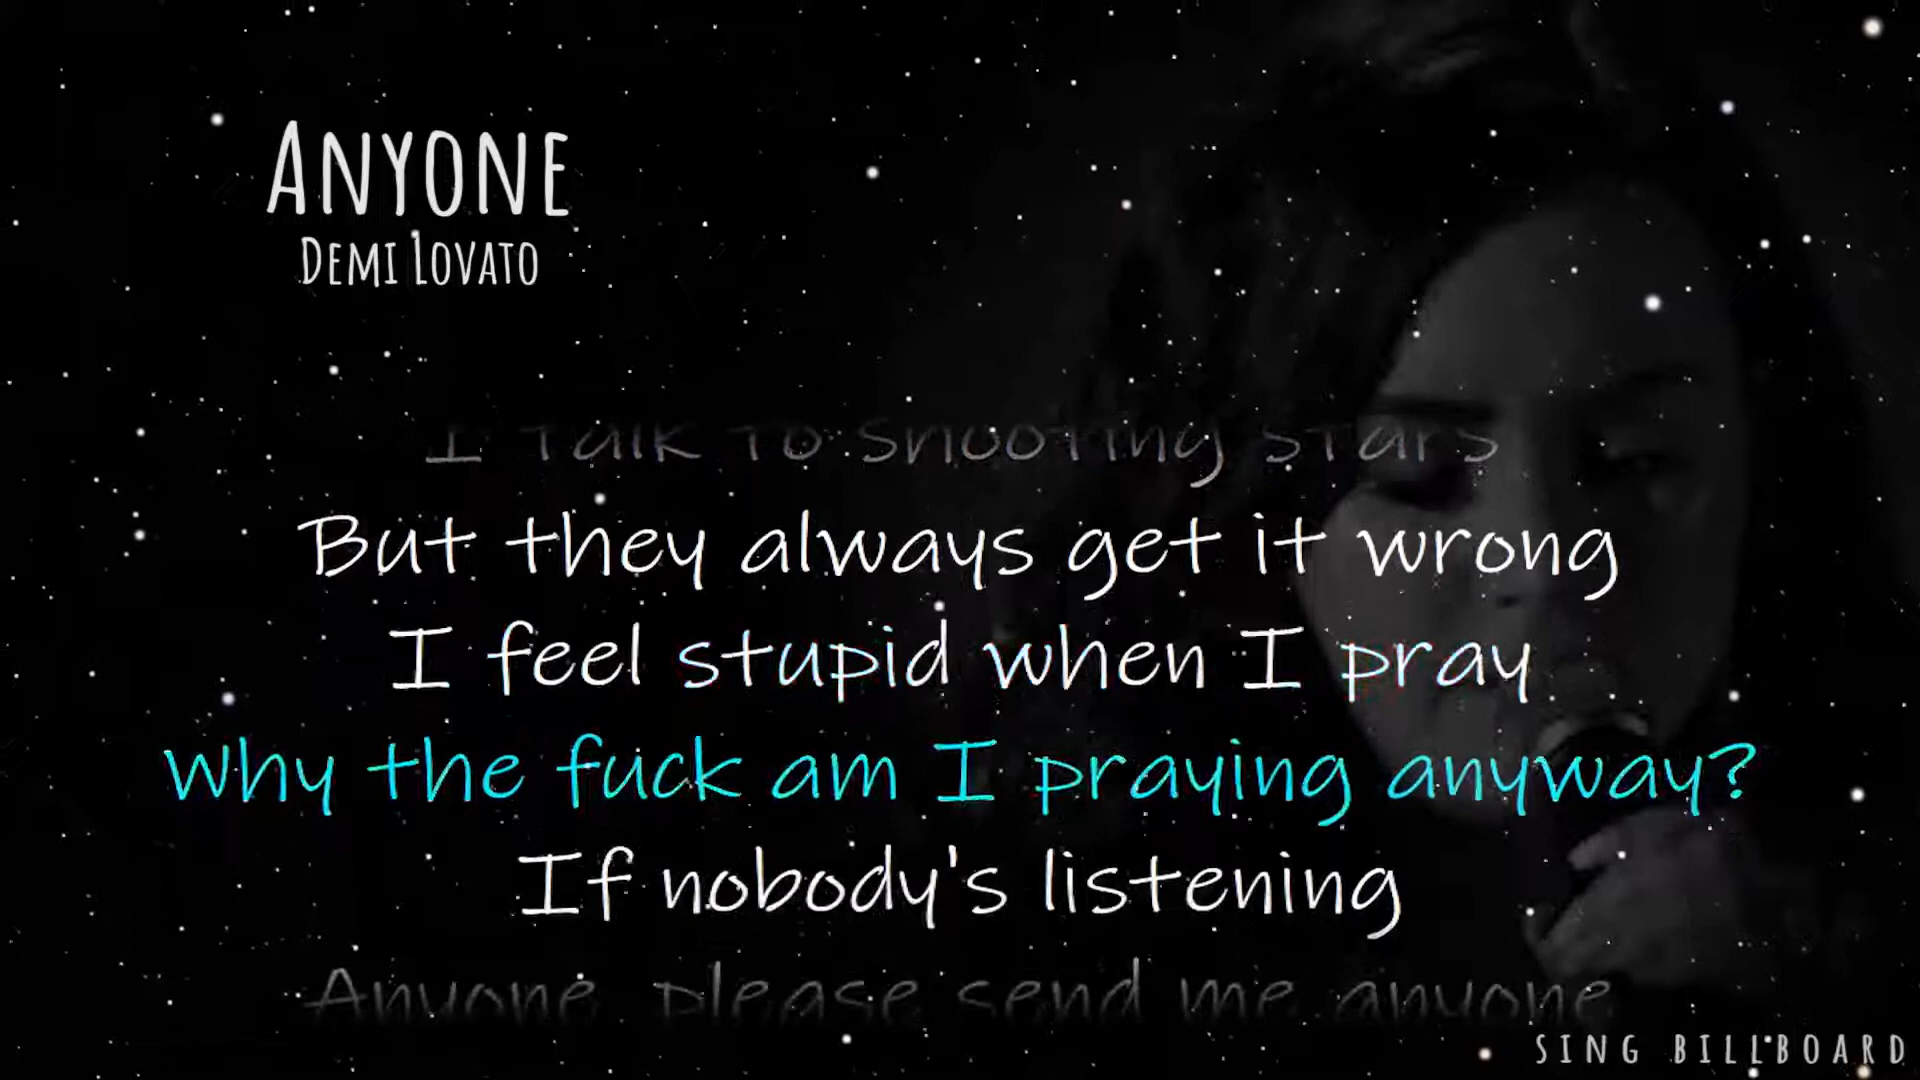 ANYONE
DEMI LOVATO
I talk to shooting stars
But they always get it wrong
I feel stupid when I pray
Why the fuck am I praying anyway?
If nobody's listening
Anyone, please send me anyone
SING BILLBOARD